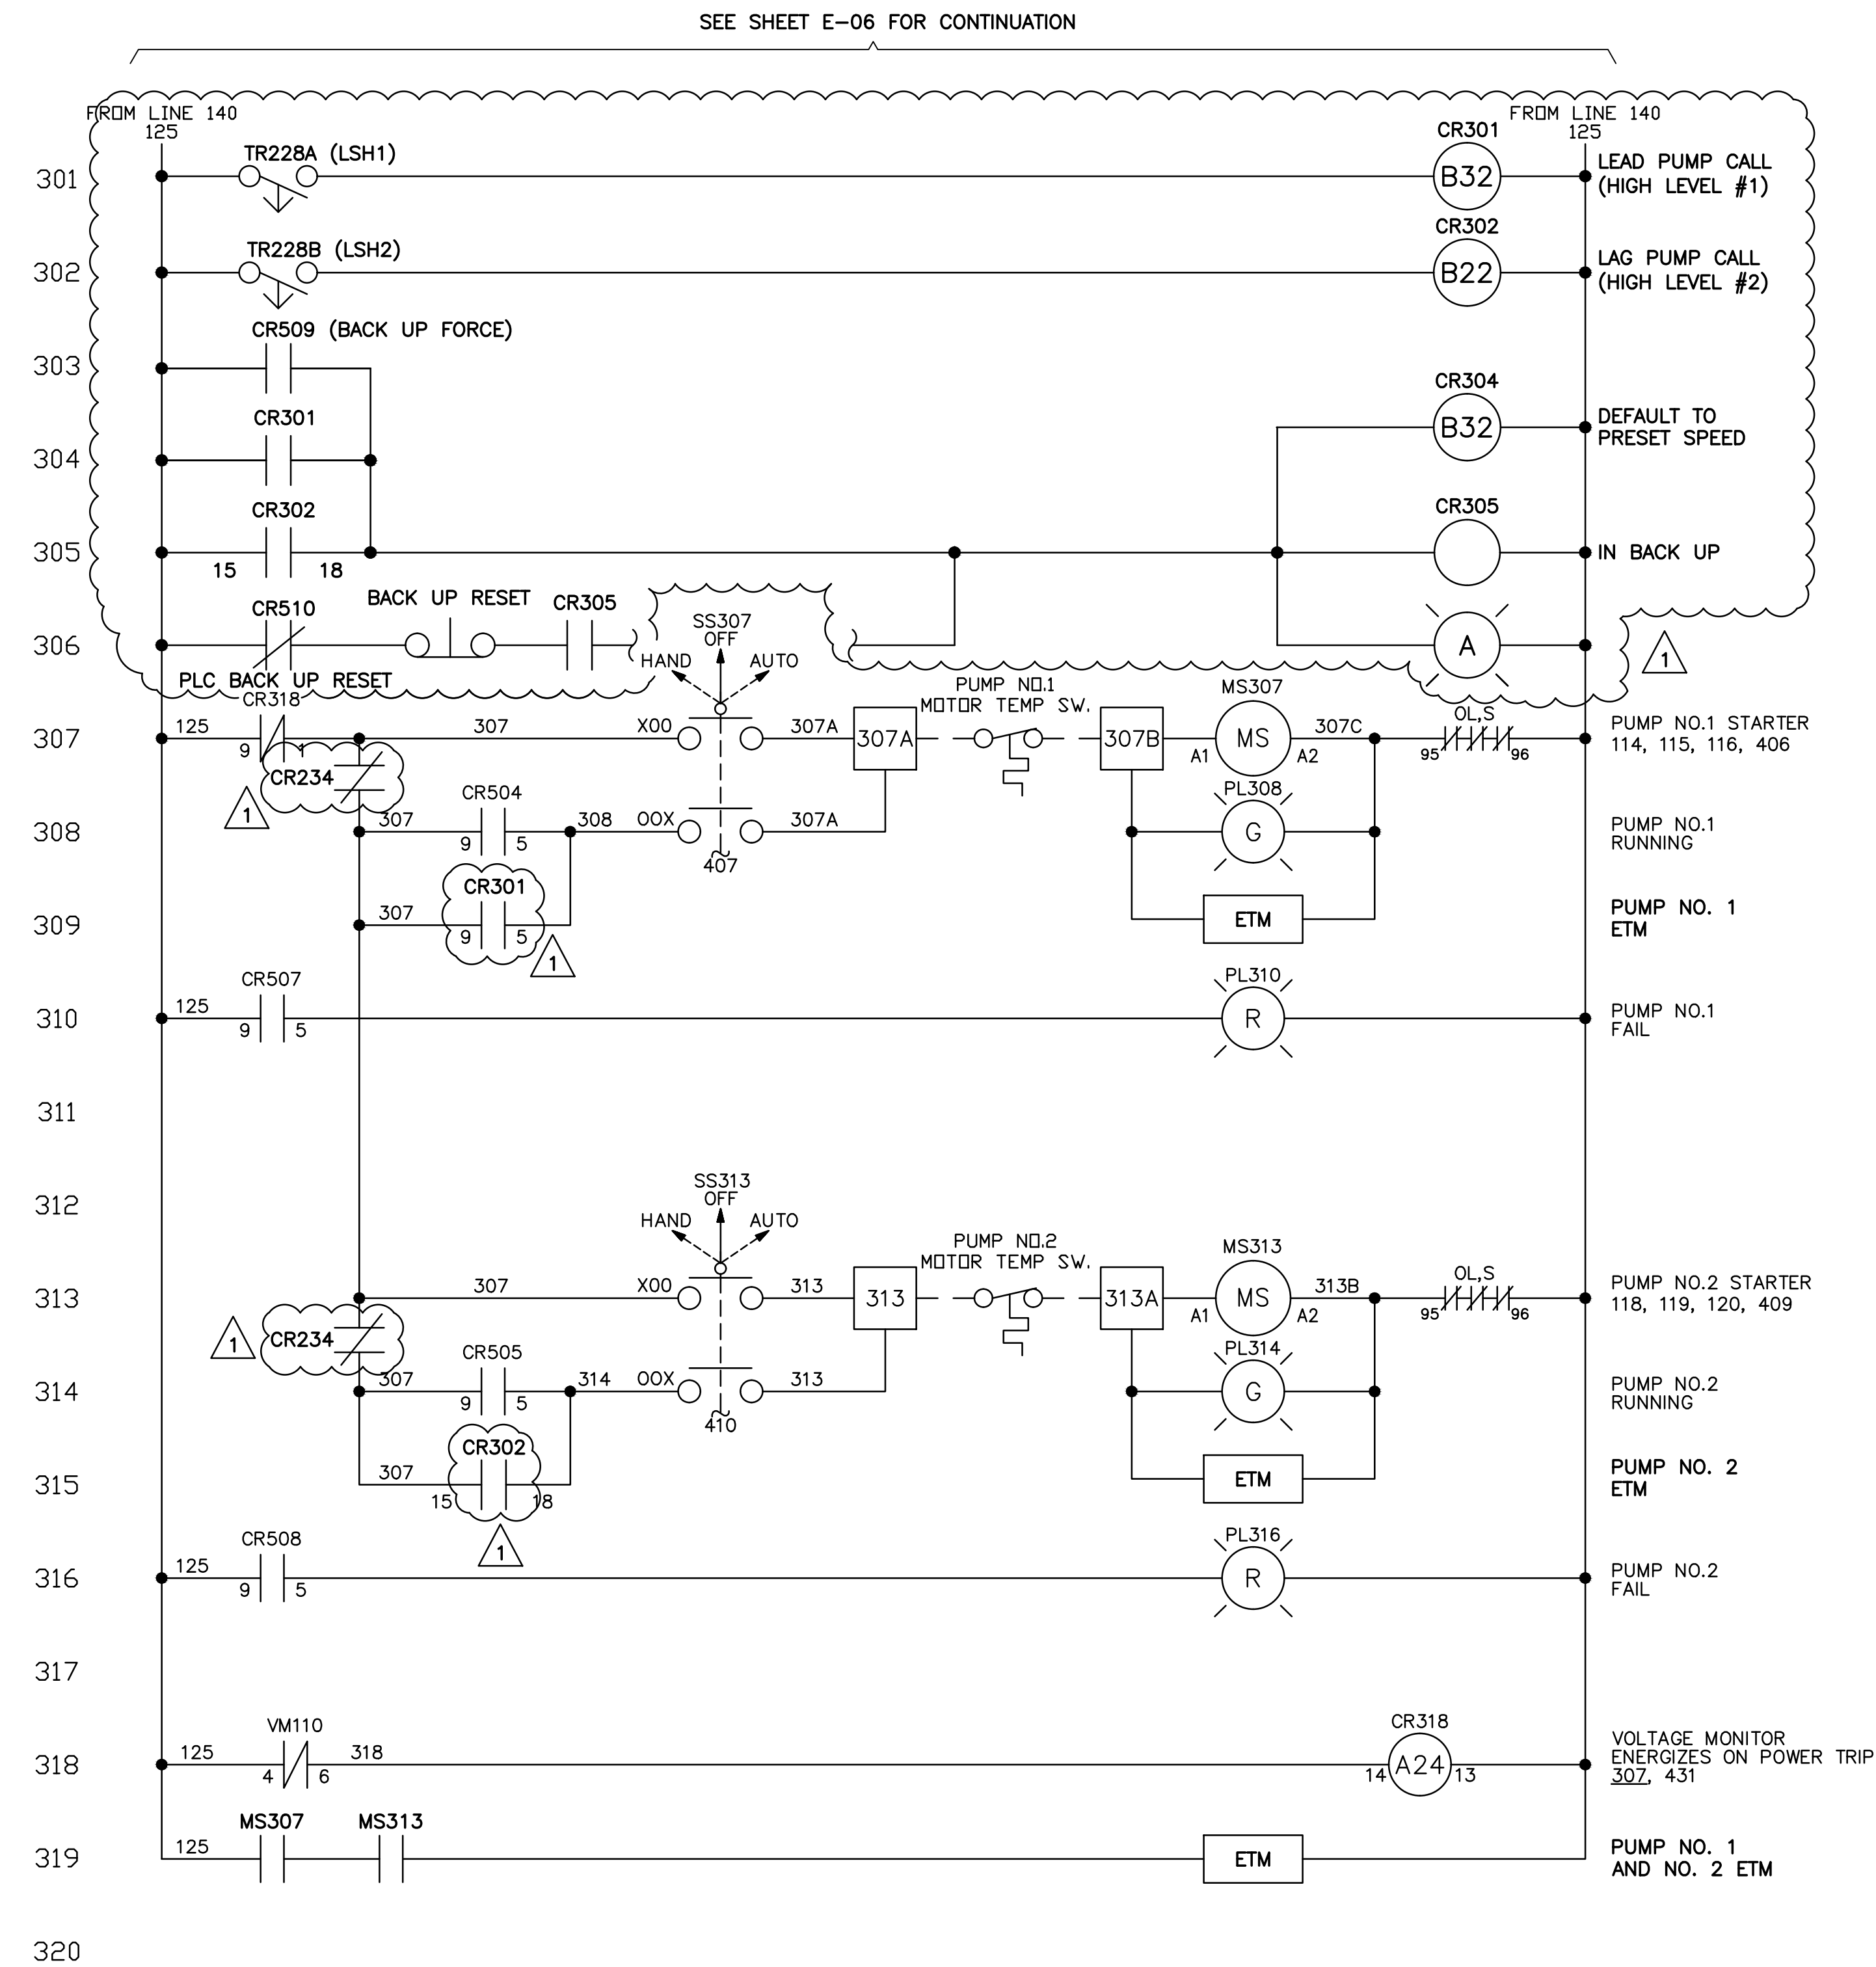 SEE SHEET E-06 FOR CONTINUATION
FROM LINE 140
125
FROM LINE 140
125
301
TR228A (LSH1)
CR301
B32
LEAD PUMP CALL
(HIGH LEVEL #1)
302
TR228B (LSH2)
CR302
B22
LAG PUMP CALL
(HIGH LEVEL #2)
303
CR509 (BACK UP FORCE)
304
CR301
CR304
B32
DEFAULT TO
PRESET SPEED
305
CR302
15 18
CR305
IN BACK UP
306
CR510
PLC BACK UP RESET
BACK UP RESET
CR305
A
1
SS307
OFF
HAND AUTO
307
125
CR318
9 1
307
X00
307A
307A
PUMP NO.1
MOTOR TEMP SW.
307B
MS307
A1 MS A2
307C
OL,S
95 96
PUMP NO.1 STARTER
114, 115, 116, 406
CR234
1
308
307
CR504
9 5
308
OOX
307A
407
PL308
G
PUMP NO.1
RUNNING
309
307
CR301
9 5
1
ETM
PUMP NO. 1
ETM
310
125
CR507
9 5
PL310
R
PUMP NO.1
FAIL
311
312
SS313
OFF
HAND AUTO
313
307
X00
313
313
PUMP NO.2
MOTOR TEMP SW.
313A
MS313
A1 MS A2
313B
OL,S
95 96
PUMP NO.2 STARTER
118, 119, 120, 409
CR234
1
314
307
CR505
9 5
314
OOX
313
410
PL314
G
PUMP NO.2
RUNNING
315
307
CR302
15 18
1
ETM
PUMP NO. 2
ETM
316
125
CR508
9 5
PL316
R
PUMP NO.2
FAIL
317
318
125
VM110
4 6
318
CR318
14 A24 13
VOLTAGE MONITOR
ENERGIZES ON POWER TRIP
307, 431
319
125
MS307
MS313
ETM
PUMP NO. 1
AND NO. 2 ETM
320